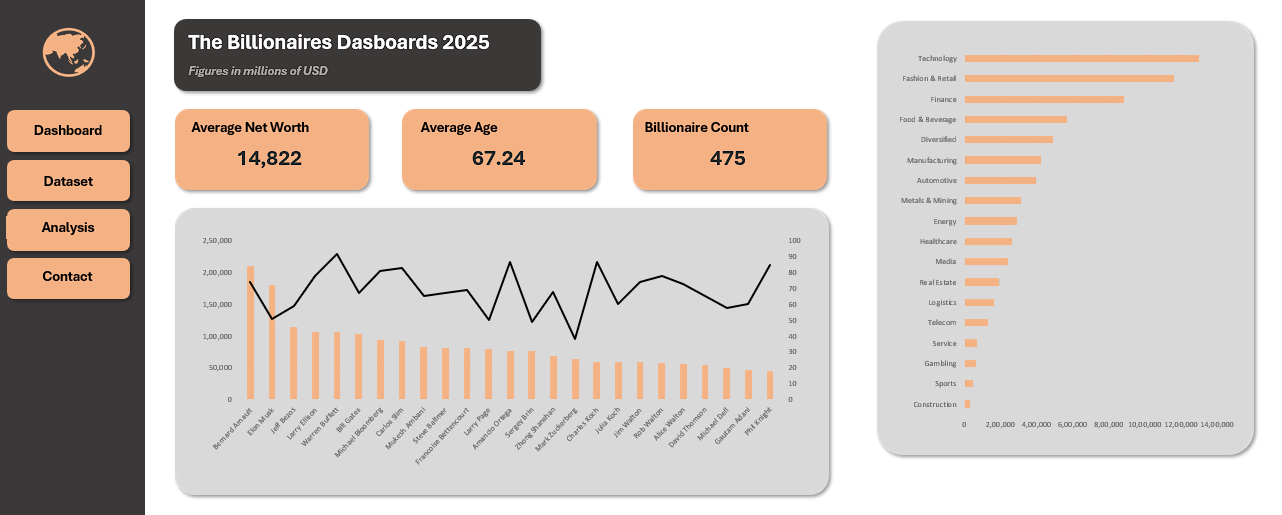 The Billionaires Dasboards 2025
Figures in millions of USD
Dashboard
Dataset
Analysis
Contact
Average Net Worth
14,822
Average Age
67.24
Billionaire Count
475
2,50,000
2,00,000
1,50,000
1,00,000
50,000
0
100
90
80
70
60
50
40
30
20
10
0
Bernard Arnault
Elon Musk
Jeff Bezos
Larry Ellison
Warren Buffett
Bill Gates
Michael Bloomberg
Carlos Slim
Mukesh Ambani
Steve Ballmer
Francoise Bettencourt
Larry Page
Amancio Ortega
Sergey Brin
Zhong Shanshan
Mark Zuckerberg
Charles Koch
Julia Koch
Jim Walton
Rob Walton
Alice Walton
David Thomson
Michael Dell
Gautam Adani
Phil Knight
Technology
Fashion & Retail
Finance
Food & Beverage
Diversified
Manufacturing
Automotive
Metals & Mining
Energy
Healthcare
Media
Real Estate
Logistics
Telecom
Service
Gambling
Sports
Construction
0 2,00,000 4,00,000 6,00,000 8,00,000 10,00,000 12,00,000 14,00,000